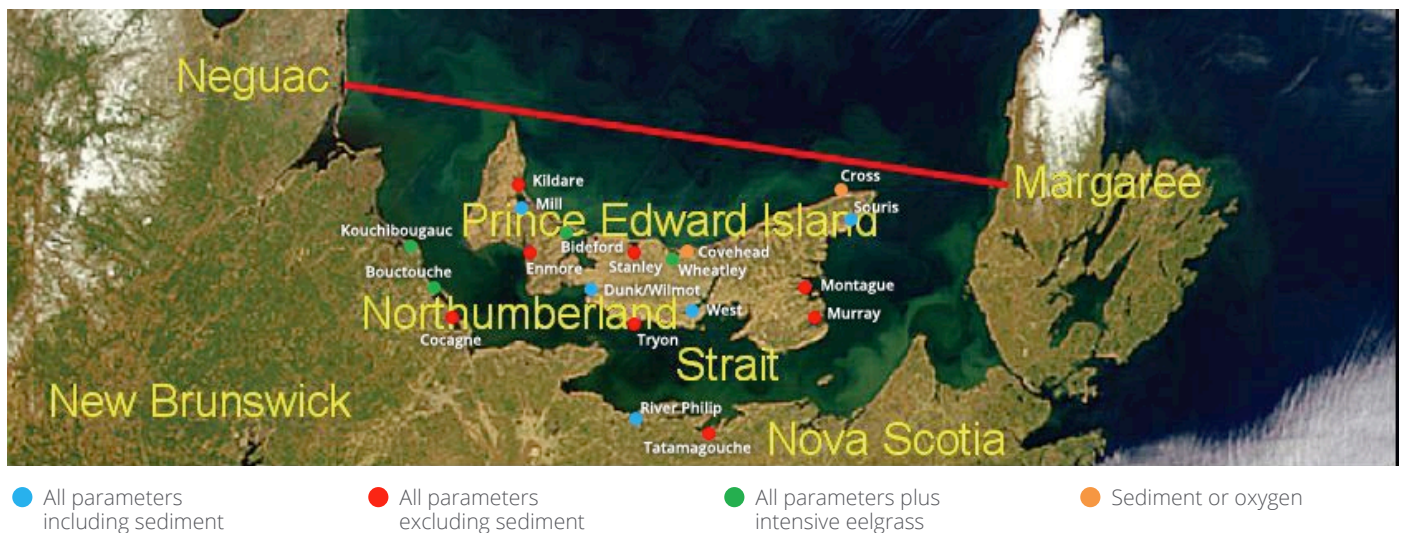 Neguac
Margaree
Kildare
Mill
Cross
Souris
Prince Edward Island
Kouchibougauc
Bideford
Stanley
Covehead
Wheatley
Enmore
Bouctouche
Dunk/Wilmot
Montague
West
Murray
Northumberland
Cocagne
Tryon
Strait
New Brunswick
River Philip
Tatamagouche
Nova Scotia
All parameters
including sediment
All parameters
excluding sediment
All parameters plus
intensive eelgrass
Sediment or oxygen